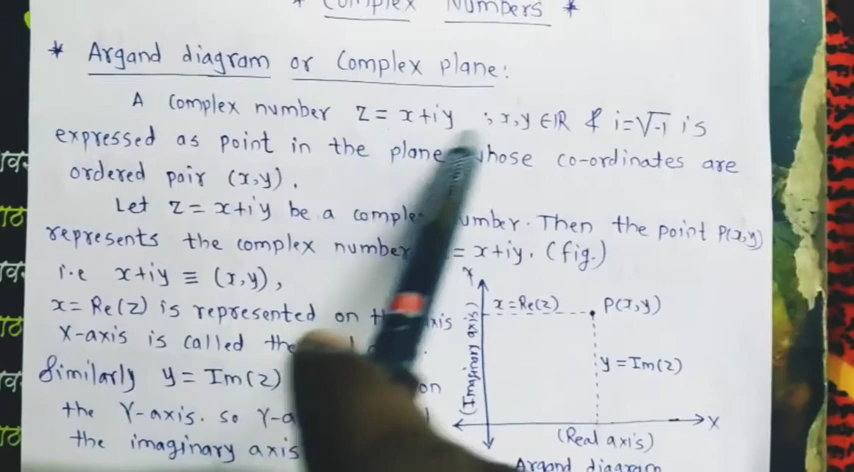 * Complex Numbers *
* Argand diagram or Complex plane:
A complex number z = x+iy ; x, y ∈ IR & i=√-1 is
expressed as point in the plane whose co-ordinates are
ordered pair (x,y).
Let z = x+iy be a complex number. Then the point P(x,y)
represents the complex number z = x+iy. (fig.)
i.e x+iy ≡ (x,y),
x = Re(z) is represented on the axis
X-axis is called the
Similarly y = Im(z) on
the Y-axis. so Y-a
the imaginary axis
Y
x=Re(z) P(x,y)
(Imaginary axis)
y = Im(z)
X
(Real axis)
Argand diagram